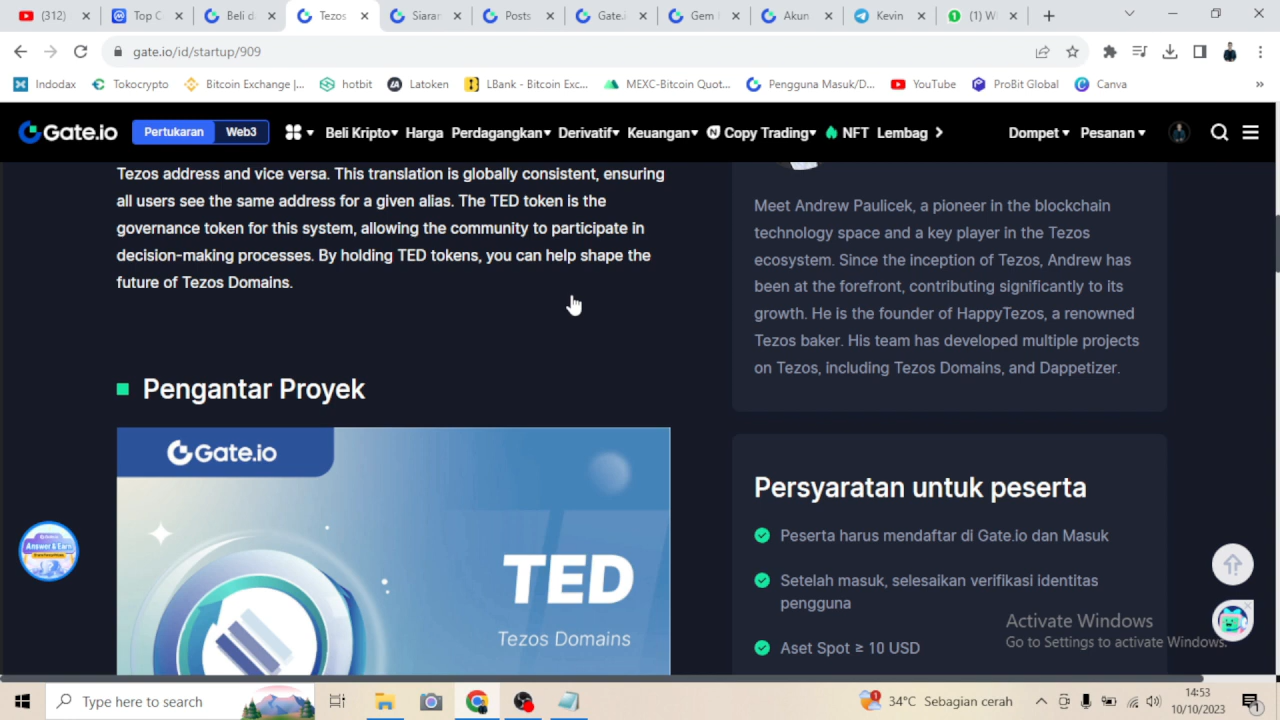 (312)
Top C
Beli d
Tezos
Siaran
Posts
Gate.i
Gem
Akun
Kevin
(1) W
gate.io/id/startup/909
Indodax
Tokocrypto
Bitcoin Exchange |...
hotbit
Latoken
LBank - Bitcoin Exc...
MEXC-Bitcoin Quot...
Pengguna Masuk/D...
YouTube
ProBit Global
Canva
»
Gate.io
Pertukaran
Web3
Beli Kripto
Harga
Perdagangan
Derivatif
Keuangan
Copy Trading
NFT
Lembag
Dompet
Pesanan
Tezos address and vice versa. This translation is globally consistent, ensuring
all users see the same address for a given alias. The TED token is the
governance token for this system, allowing the community to participate in
decision-making processes. By holding TED tokens, you can help shape the
future of Tezos Domains.
Pengantar Proyek
Gate.io
TED
Tezos Domains
Answer & Earn
Meet Andrew Paulicek, a pioneer in the blockchain
technology space and a key player in the Tezos
ecosystem. Since the inception of Tezos, Andrew has
been at the forefront, contributing significantly to its
growth. He is the founder of HappyTezos, a renowned
Tezos baker. His team has developed multiple projects
on Tezos, including Tezos Domains, and Dappetizer.
Persyaratan untuk peserta
Peserta harus mendaftar di Gate.io dan Masuk
Setelah masuk, selesaikan verifikasi identitas
pengguna
Aset Spot ≥ 10 USD
Activate Windows
Go to Settings to activate Windows.
Type here to search
34°C Sebagian cerah
14:53
10/10/2023